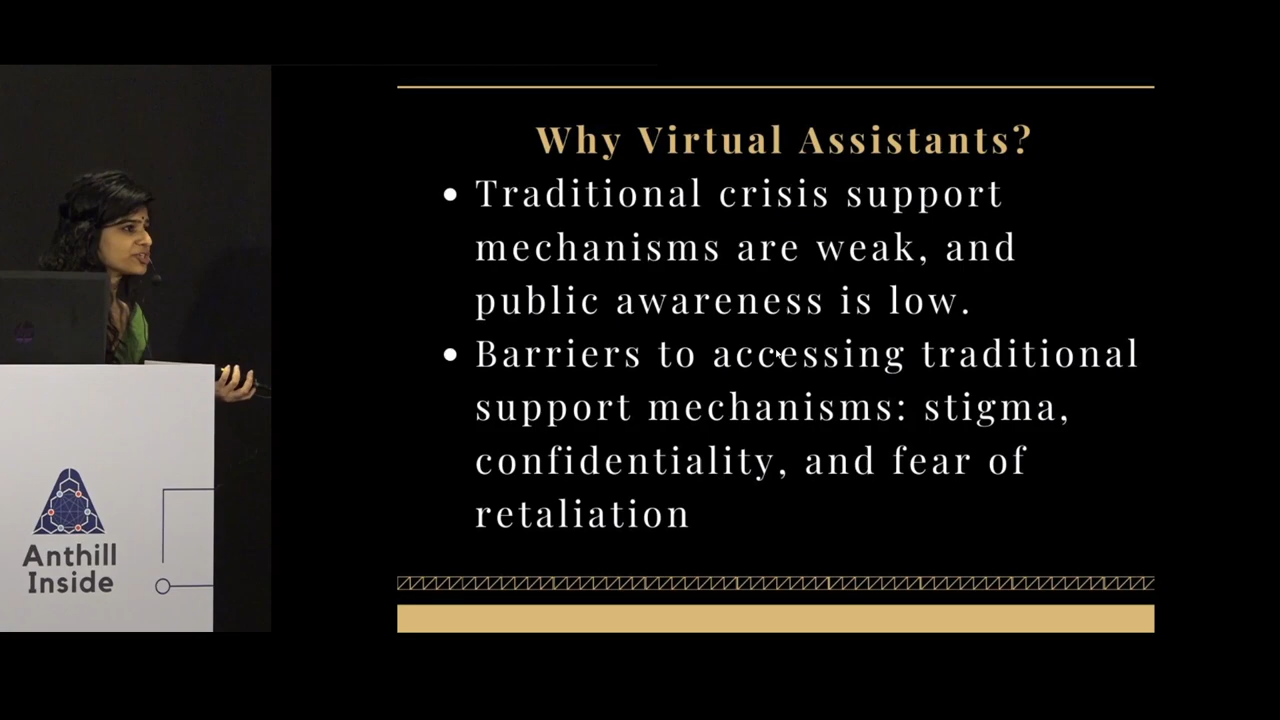 Why Virtual Assistants?
• Traditional crisis support
mechanisms are weak, and
public awareness is low.
• Barriers to accessing traditional
support mechanisms: stigma,
confidentiality, and fear of
retaliation
Anthill
Inside